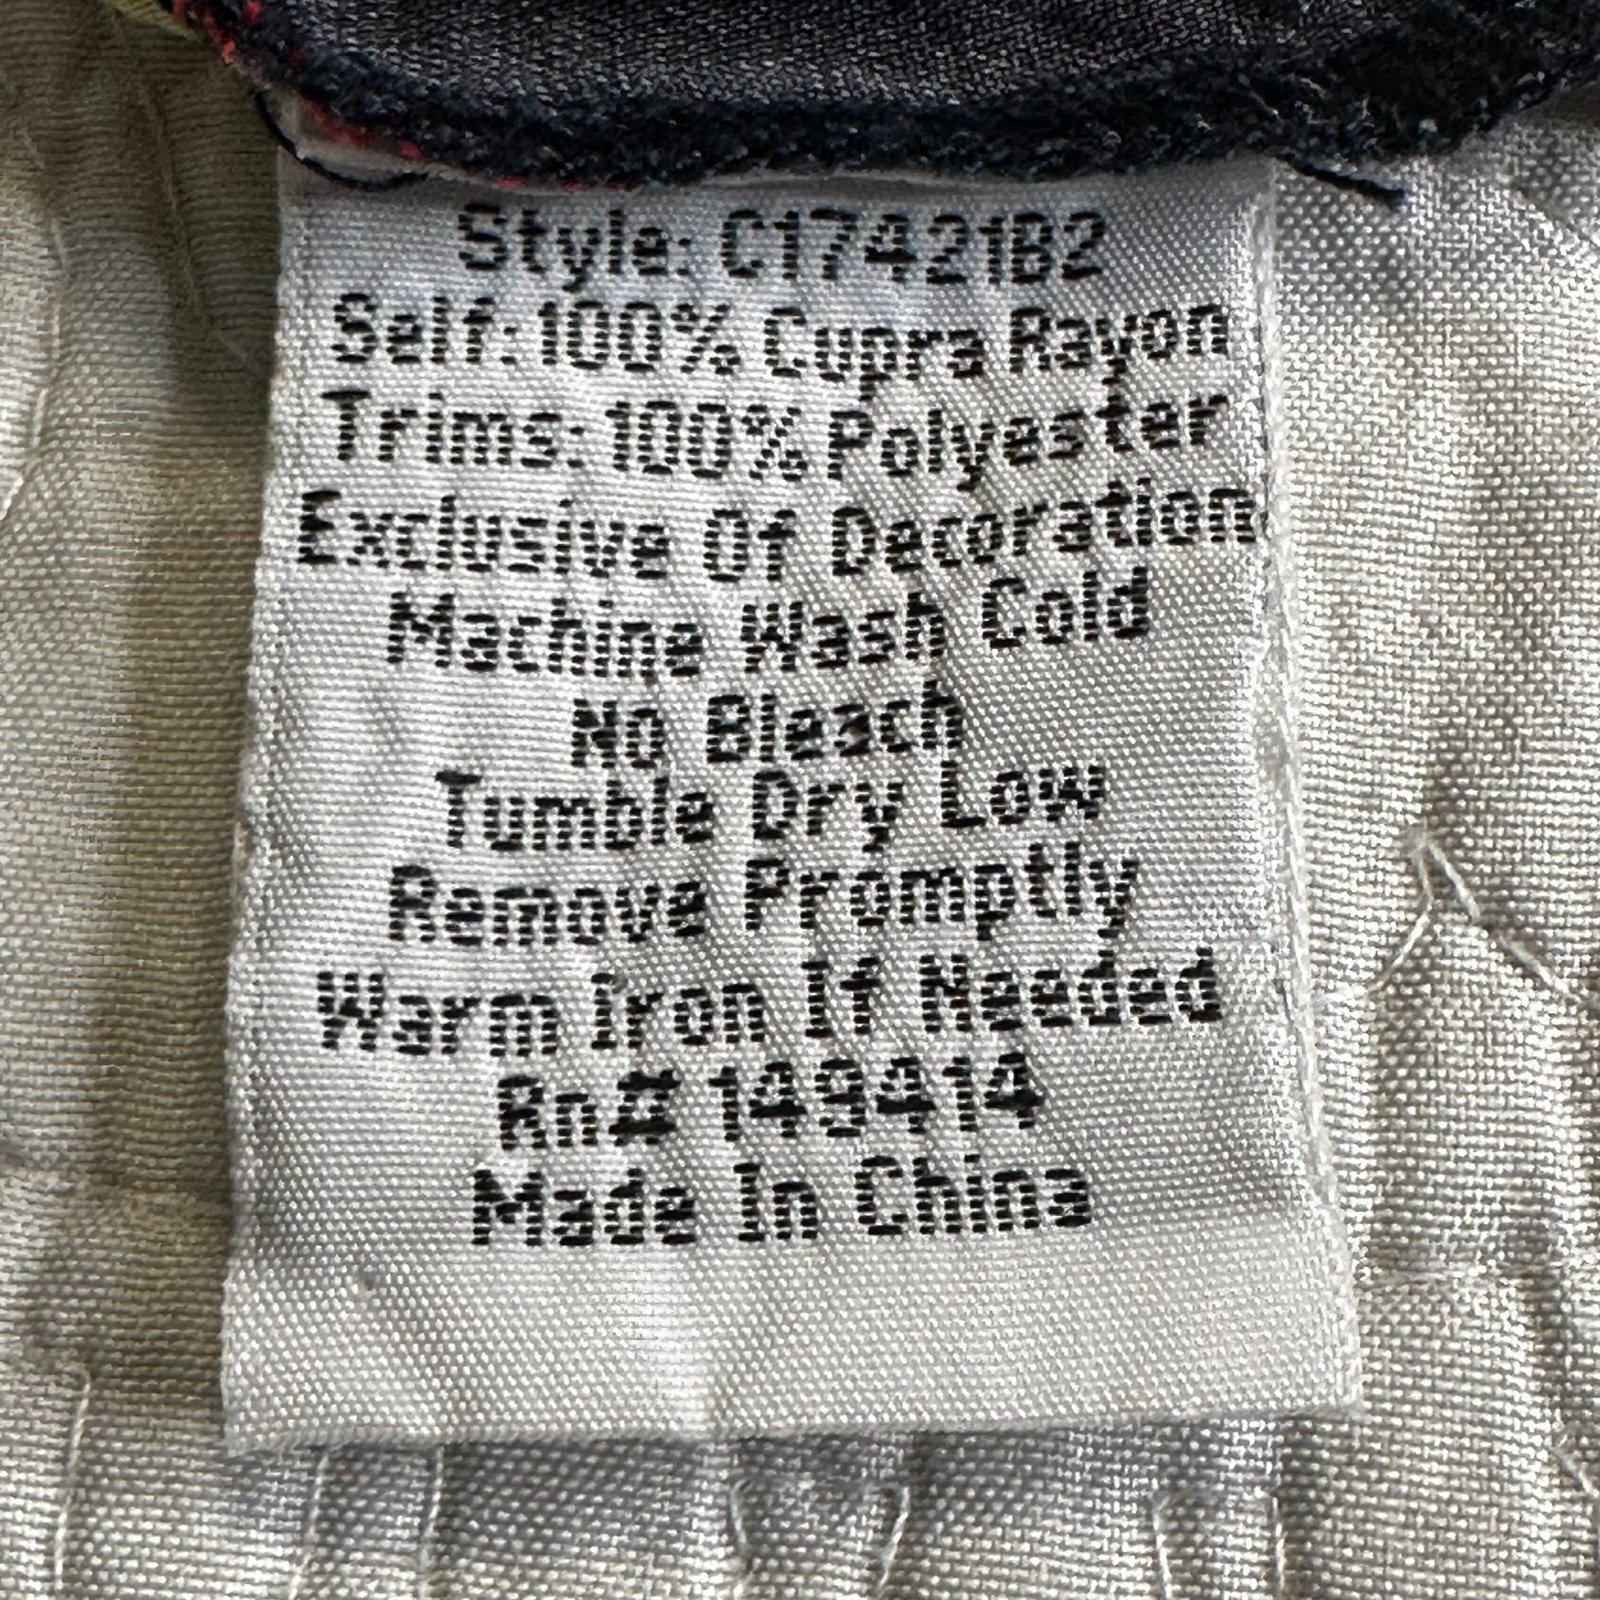 Style: C17421B2
Self: 100% Cupra Rayon
Trims: 100% Polyester
Exclusive Of Decoration
Machine Wash Cold
No Bleach
Tumble Dry Low
Remove Promptly
Warm Iron If Needed
Rn# 149414
Made In China